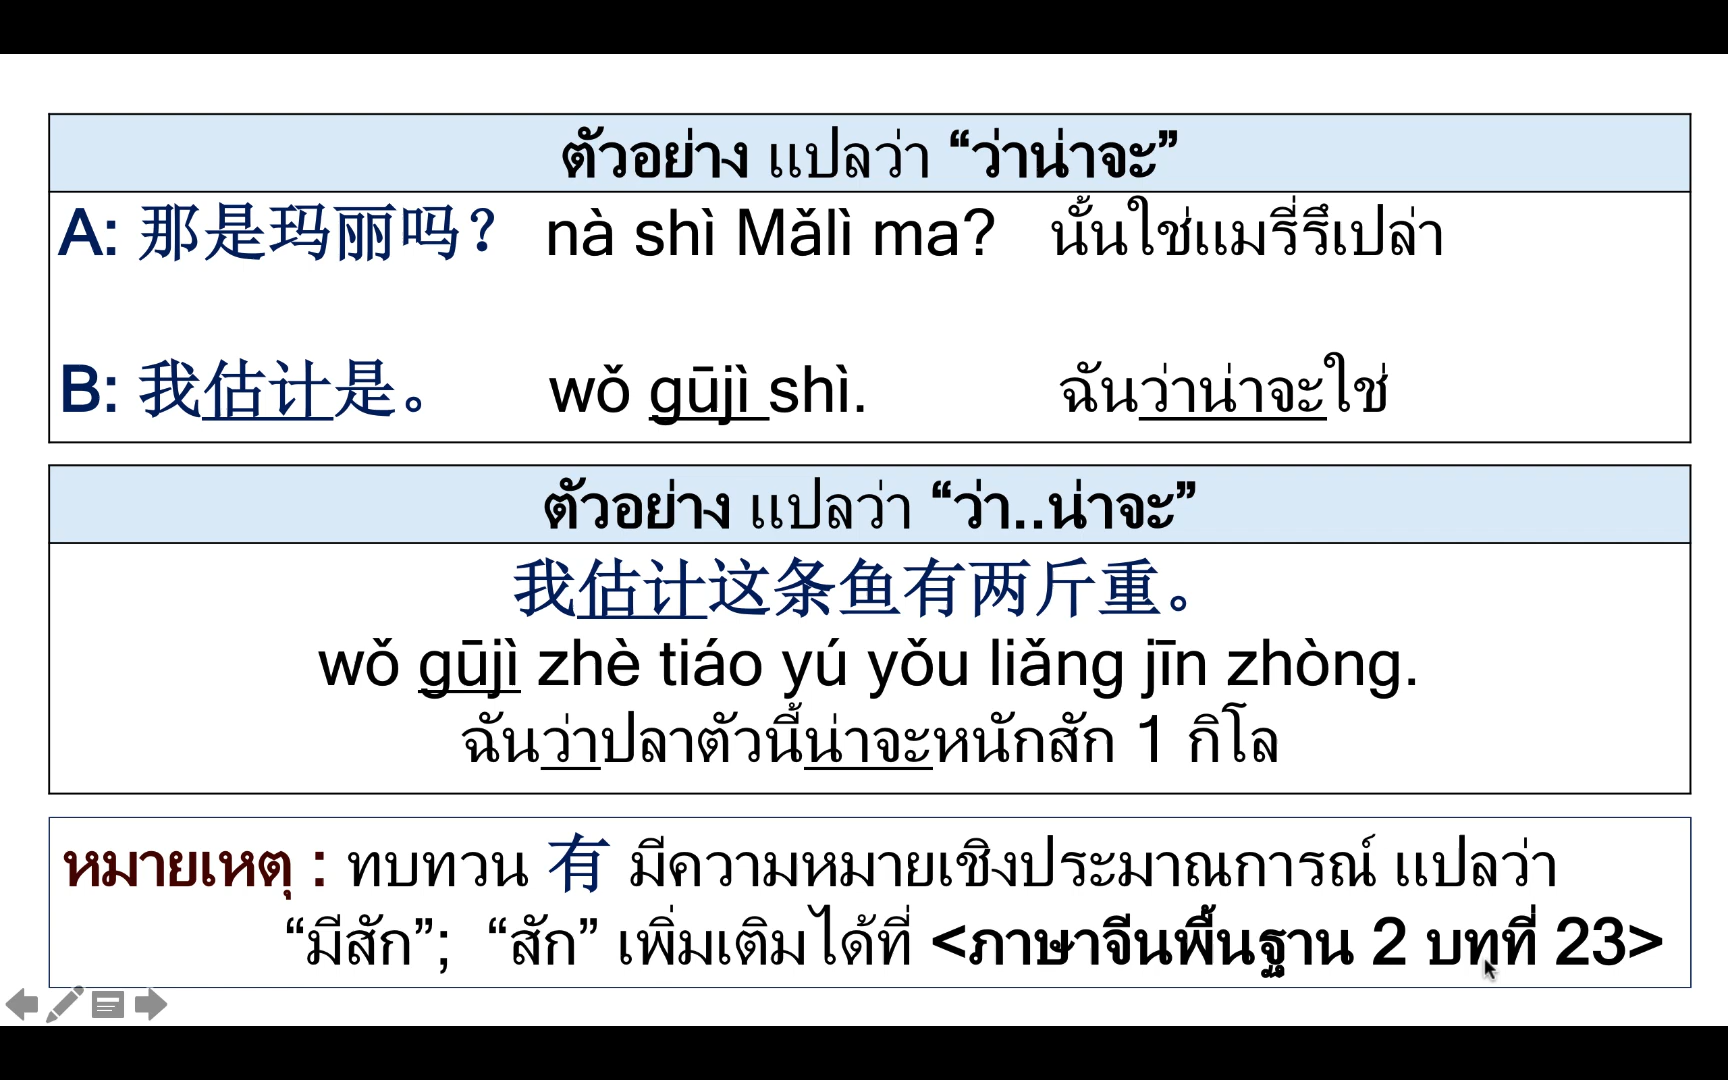 ตัวอย่าง แปลว่า “ว่าน่าจะ”
A: 那是玛丽吗？ nà shì Mǎlì ma? นั้นใช่แมรี่รึเปล่า
B: 我估计是。 wǒ gūjì shì. ฉันว่าน่าจะใช่
ตัวอย่าง แปลว่า “ว่า..น่าจะ”
我估计这条鱼有两斤重。
wǒ gūjì zhè tiáo yú yǒu liǎng jīn zhòng.
ฉันว่าปลาตัวนี้น่าจะหนักสัก 1 กิโล
หมายเหตุ : ทบทวน 有 มีความหมายเชิงประมาณการณ์ แปลว่า
“มีสัก”; “สัก” เพิ่มเติมได้ที่ <ภาษาจีนพื้นฐาน 2 บทที่ 23>